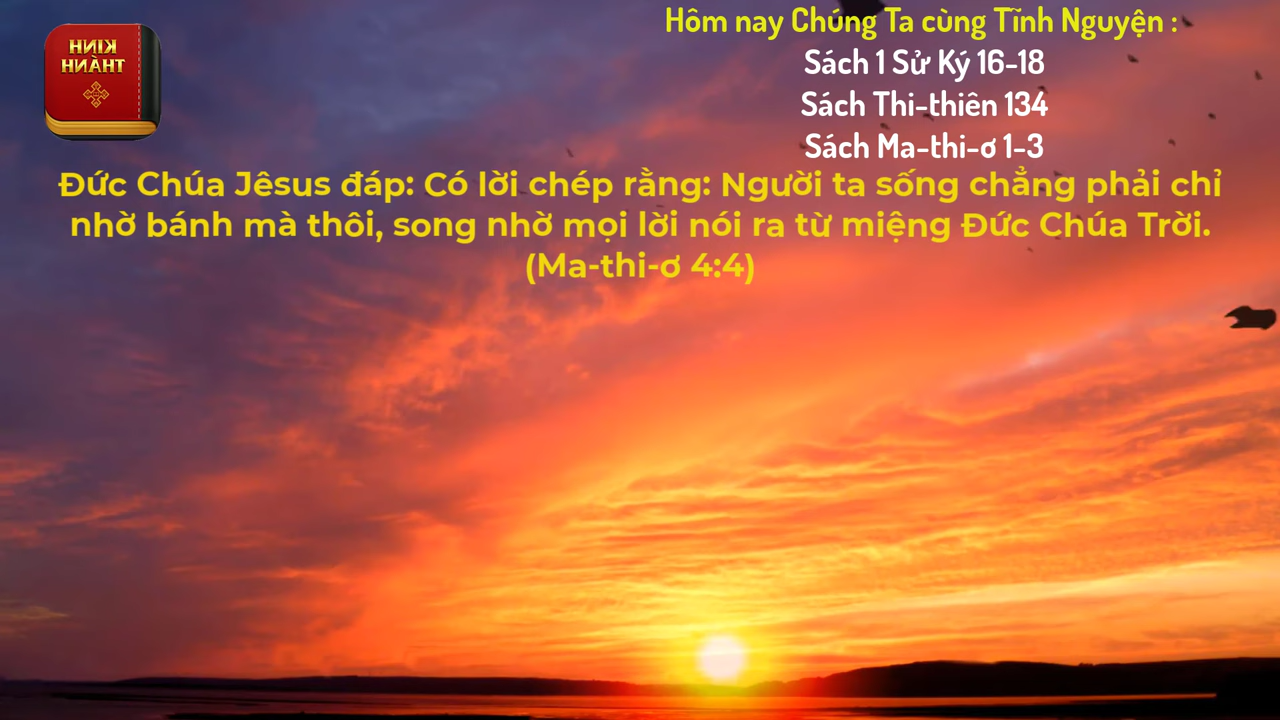 KINH
THÁNH
Hôm nay Chúng Ta cùng Tĩnh Nguyện :
Sách 1 Sử Ký 16-18
Sách Thi-thiên 134
Sách Ma-thi-ơ 1-3
Đức Chúa Jêsus đáp: Có lời chép rằng: Người ta sống chẳng phải chỉ
nhờ bánh mà thôi, song nhờ mọi lời nói ra từ miệng Đức Chúa Trời.
(Ma-thi-ơ 4:4)